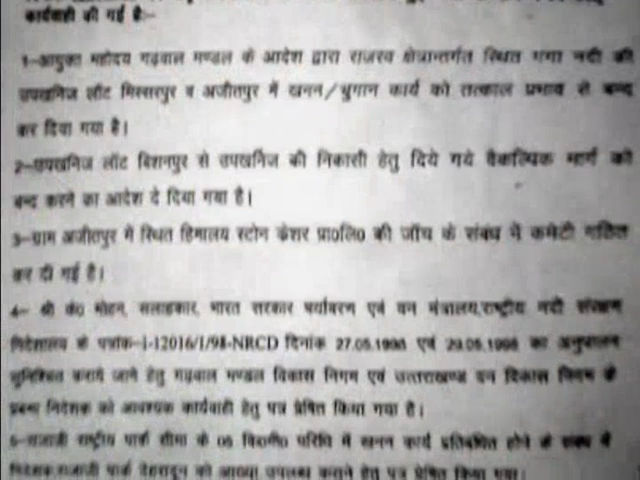 कार्यवाही की गई है:-
1-आयुक्त महोदय गढ़वाल मण्डल के आदेश द्वारा राजस्व क्षेत्रान्तर्गत स्थित गंगा नदी की
उपखनिज लौट मिस्सरपुर व अजीतपुर में खनन/चुगान कार्य को तत्काल प्रभाव से बन्द
कर दिया गया है।
2-उपखनिज लॉट बिशनपुर से उपखनिज की निकासी हेतु दिये गये वैकल्पिक मार्ग को
बन्द करने का आदेश दे दिया गया है।
3-ग्राम अजीतपुर में स्थित हिमालय स्टोन केशर प्रा0लि0 की जॉच के संबंध में कमेटी गठित
कर दी गई है।
4- श्री के0 मोहन, सलाहकार, भारत सरकार पर्यावरण एवं वन मंत्रालय,राष्ट्रीय नदी संरक्षण
निदेशालय के पत्रांक-J-12016/1/98-NRCD दिनांक 27.05.1998 एवं 29.05.1998 का अनुपालन
सुनिश्चित कराये जाने हेतु गढ़वाल मण्डल विकास निगम एवं उत्तराखण्ड वन विकास निगम के
प्रबन्ध निदेशक को आवश्यक कार्यवाही हेतु पत्र प्रेषित किया गया है।
5-राजाजी राष्ट्रीय पार्क सीमा के 05 कि0मी0 परिधि में खनन कार्य प्रतिबंधित होने के संबंध में
निदेशक,राजाजी पार्क देहरादून को आख्या उपलब्ध कराने हेतु पत्र प्रेषित किया गया।